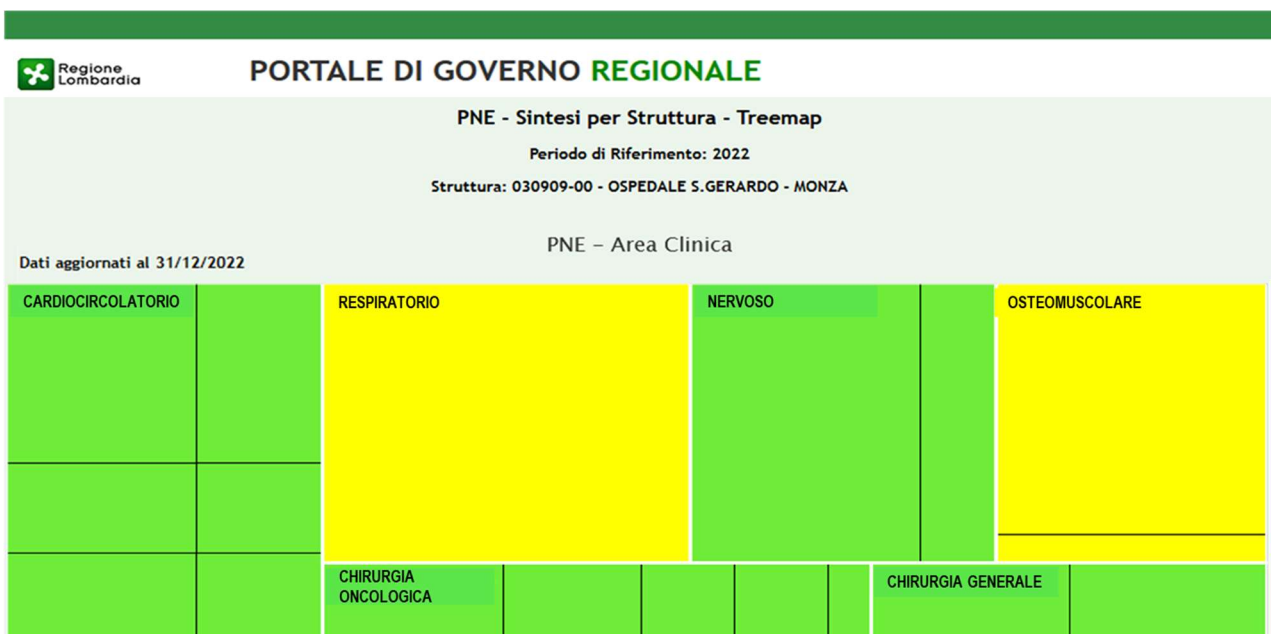 Regione
Lombardia
PORTALE DI GOVERNO REGIONALE
PNE - Sintesi per Struttura - Treemap
Periodo di Riferimento: 2022
Struttura: 030909-00 - OSPEDALE S.GERARDO - MONZA
PNE – Area Clinica
Dati aggiornati al 31/12/2022
CARDIOCIRCOLATORIO
RESPIRATORIO
NERVOSO
OSTEOMUSCOLARE
CHIRURGIA
ONCOLOGICA
CHIRURGIA GENERALE